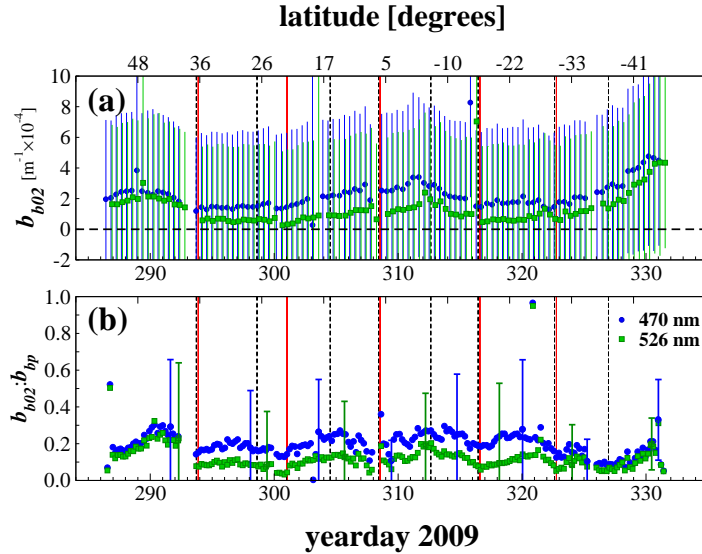 latitude [degrees]
48 36 26 17 5 -10 -22 -33 -41
(a)
10
8
6
4
2
0
-2
b_b02 [m⁻¹×10⁻⁴]
290 300 310 320 330
(b)
470 nm
526 nm
1.0
0.8
0.6
0.4
0.2
0.0
b_b02:b_bp
290 300 310 320 330
yearday 2009